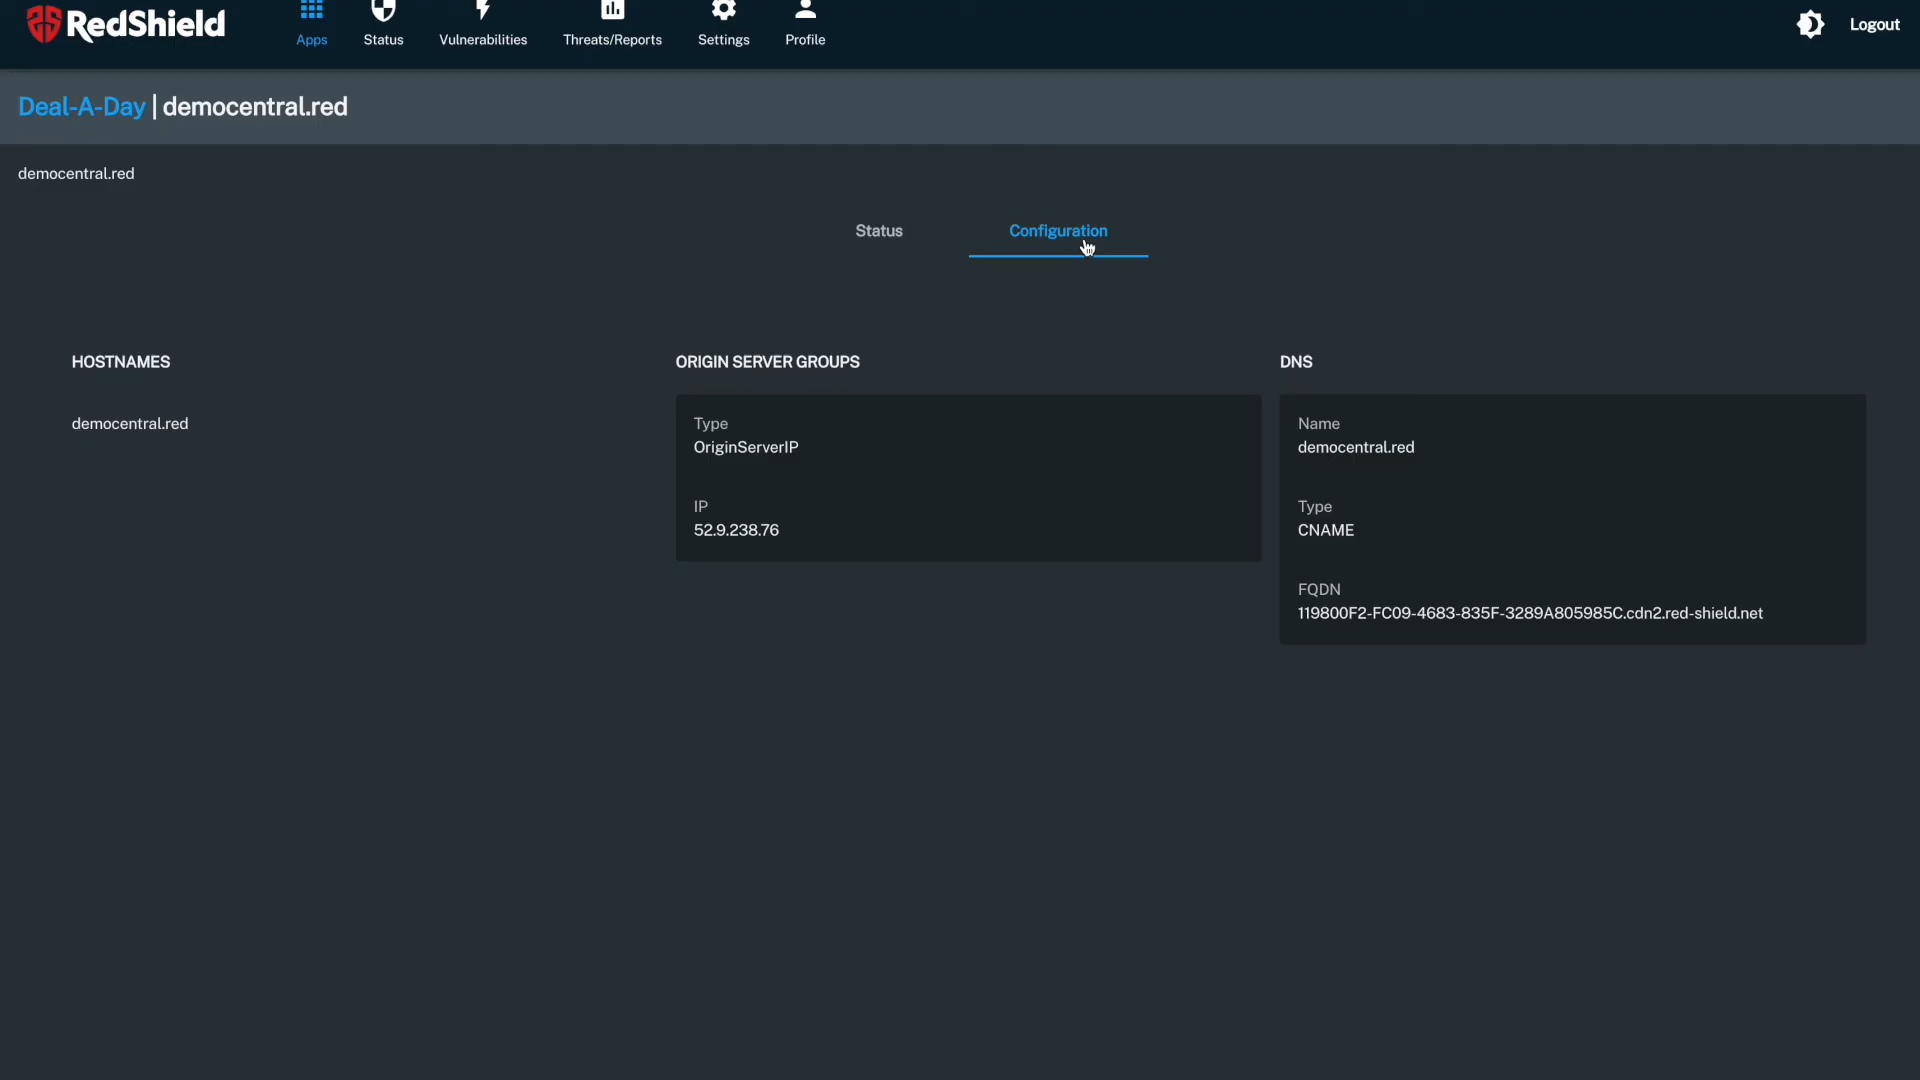 RedShield
Apps
Status
Vulnerabilities
Threats/Reports
Settings
Profile
Logout
Deal-A-Day | democentral.red
democentral.red
Status
Configuration
HOSTNAMES
democentral.red
ORIGIN SERVER GROUPS
Type
OriginServerIP
IP
52.9.238.76
DNS
Name
democentral.red
Type
CNAME
FQDN
119800F2-FC09-4683-835F-3289A805985C.cdn2.red-shield.net